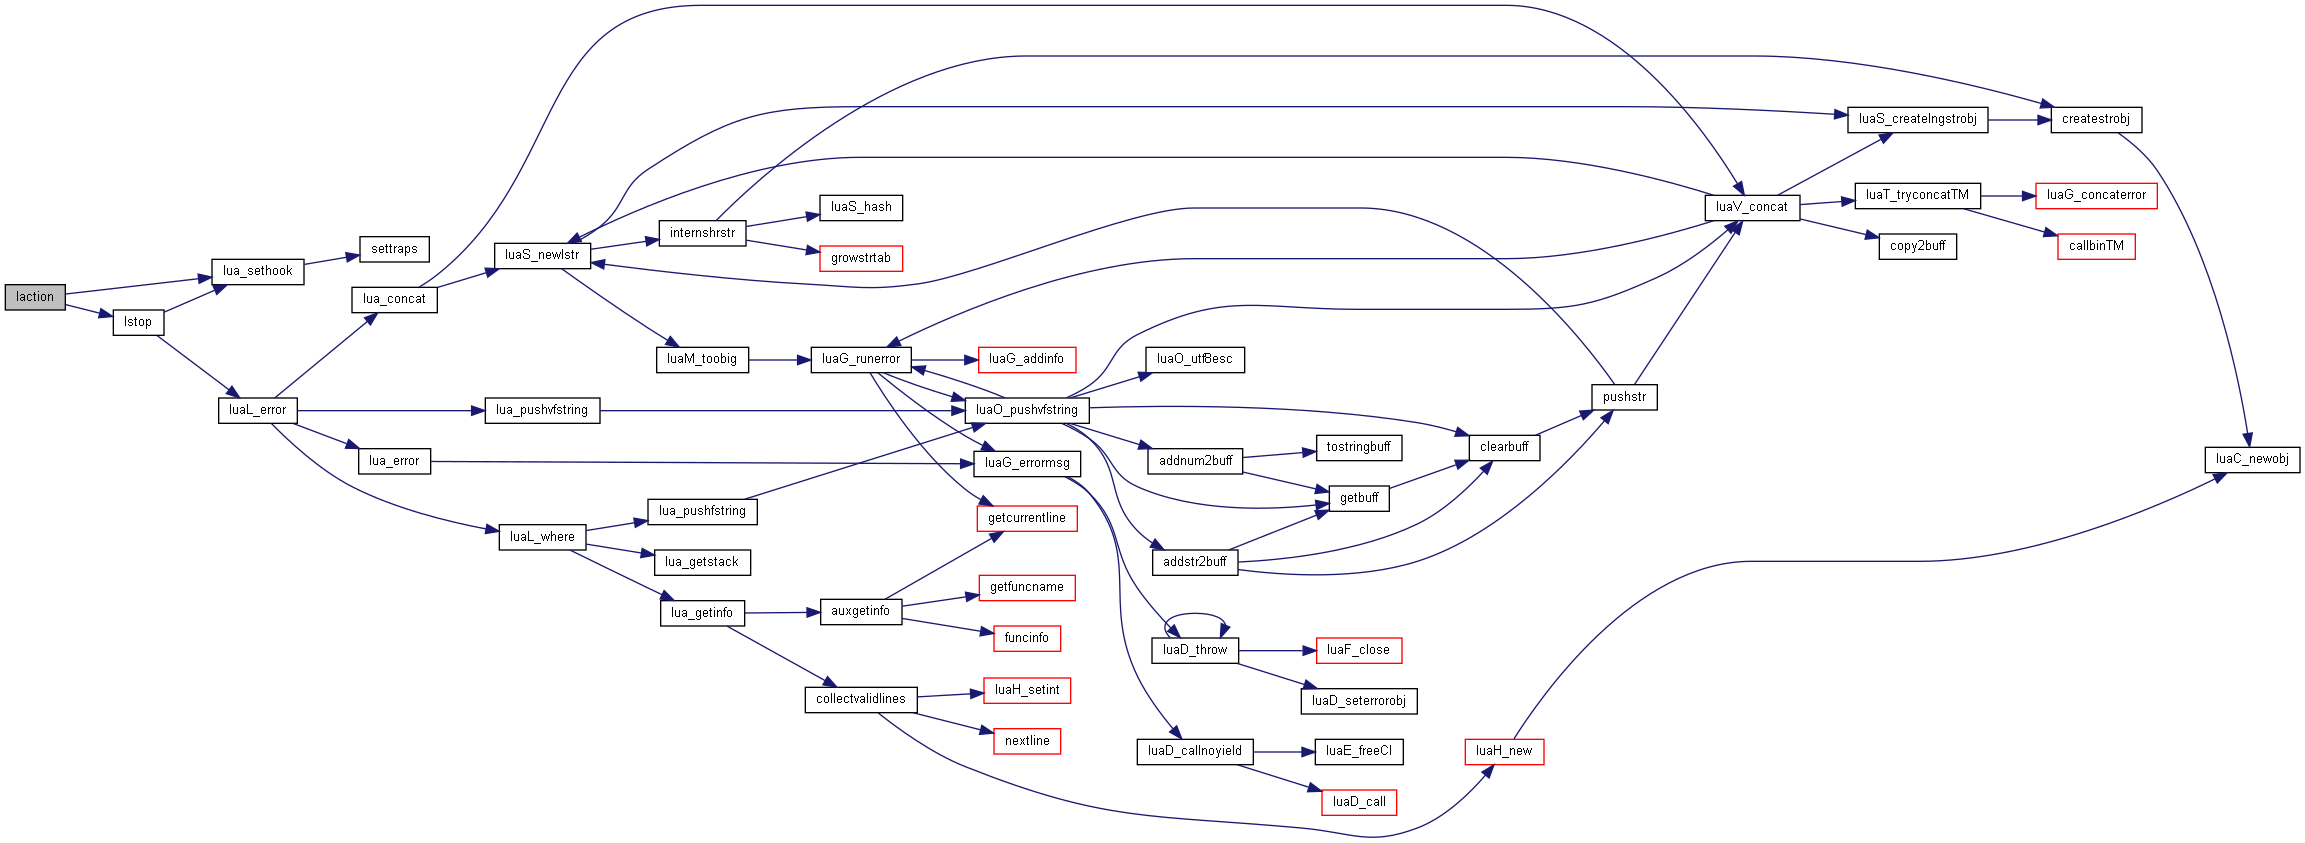 laction
lstop
lua_sethook
settraps
luaL_error
lua_concat
lua_pushvfstring
lua_error
luaL_where
luaS_newlstr
internshrstr
luaS_hash
growstrtab
luaM_toobig
luaG_runerror
luaG_addinfo
luaO_pushvfstring
luaG_errormsg
getcurrentline
lua_pushfstring
lua_getstack
lua_getinfo
auxgetinfo
getfuncname
funcinfo
collectvalidlines
luaH_setint
nextline
luaO_utf8esc
addnum2buff
tostringbuff
getbuff
addstr2buff
clearbuff
pushstr
luaD_throw
luaF_close
luaD_seterrorobj
luaD_callnoyield
luaE_freeCI
luaD_call
luaH_new
luaV_concat
luaS_createlngstrobj
luaT_tryconcatTM
copy2buff
createstrobj
luaG_concaterror
callbinTM
luaC_newobj